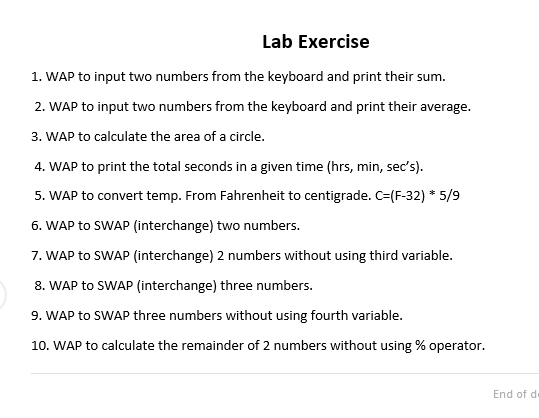 Lab Exercise
1. WAP to input two numbers from the keyboard and print their sum.
2. WAP to input two numbers from the keyboard and print their average.
3. WAP to calculate the area of a circle.
4. WAP to print the total seconds in a given time (hrs, min, sec’s).
5. WAP to convert temp. From Fahrenheit to centigrade. C=(F-32) * 5/9
6. WAP to SWAP (interchange) two numbers.
7. WAP to SWAP (interchange) 2 numbers without using third variable.
8. WAP to SWAP (interchange) three numbers.
9. WAP to SWAP three numbers without using fourth variable.
10. WAP to calculate the remainder of 2 numbers without using % operator.
End of d